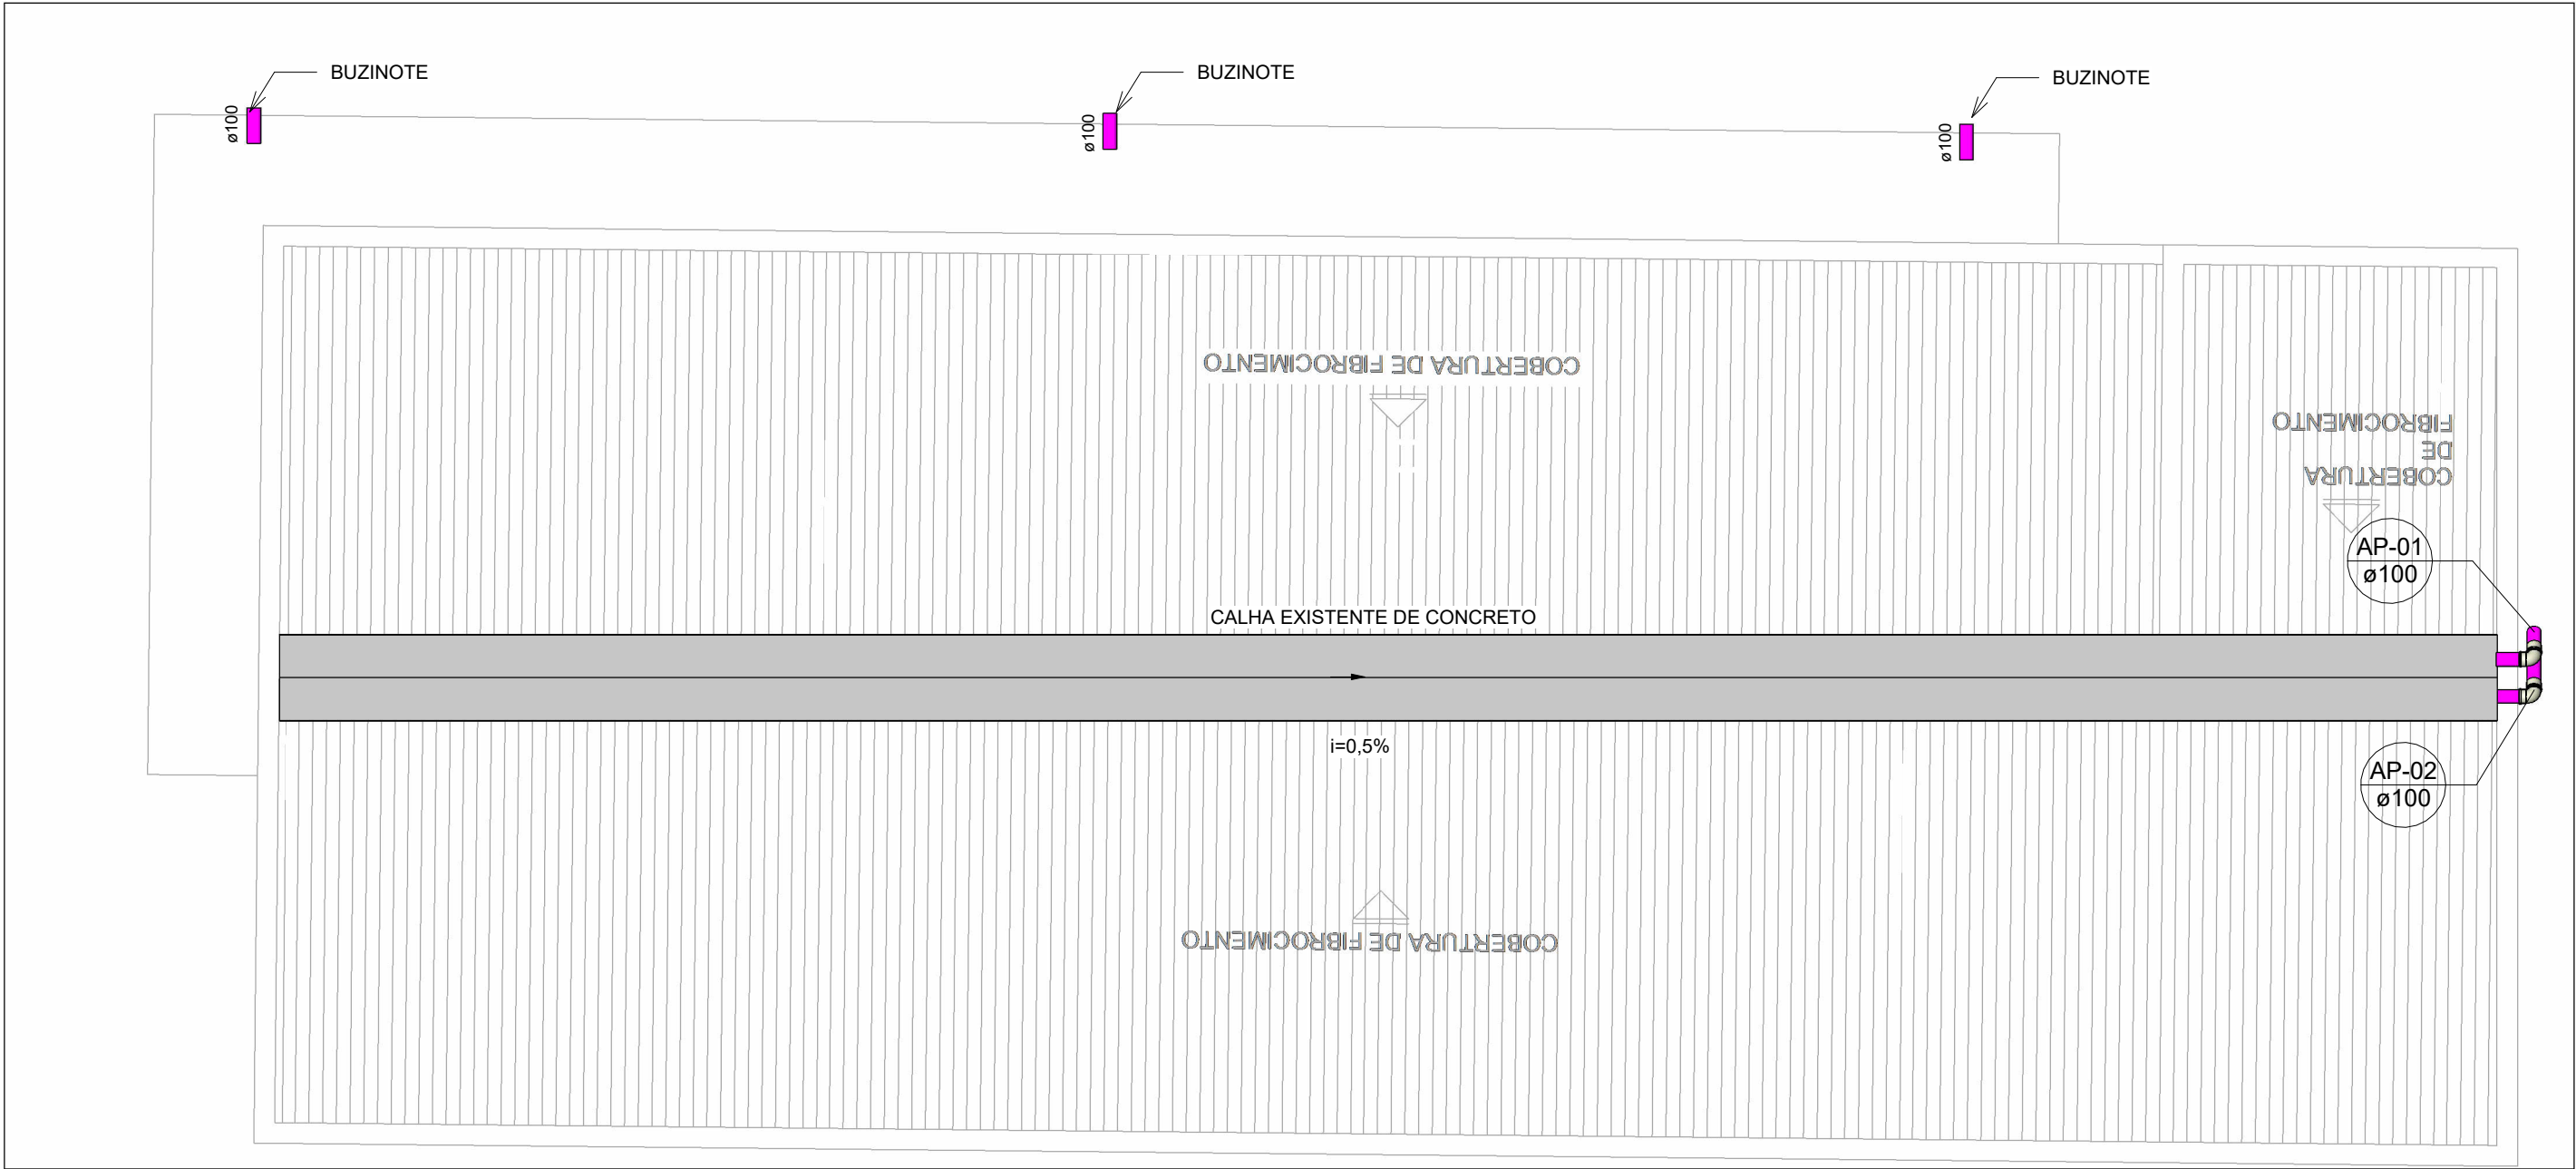 BUZINOTE
BUZINOTE
BUZINOTE
ø100
ø100
ø100
COBERTURA DE FIBROCIMENTO
COBERTURA
DE
FIBROCIMENTO
AP-01
ø100
CALHA EXISTENTE DE CONCRETO
i=0,5%
AP-02
ø100
COBERTURA DE FIBROCIMENTO